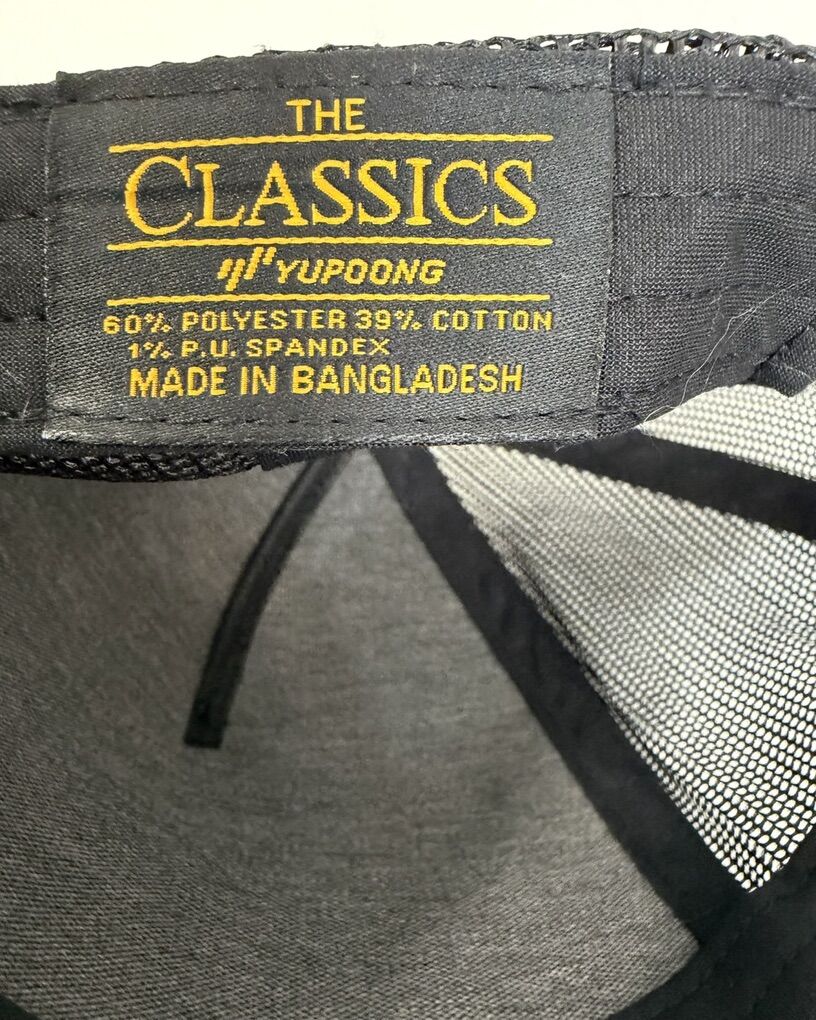 THE
CLASSICS
YUPOONG
60% POLYESTER 39% COTTON
1% P.U. SPANDEX
MADE IN BANGLADESH